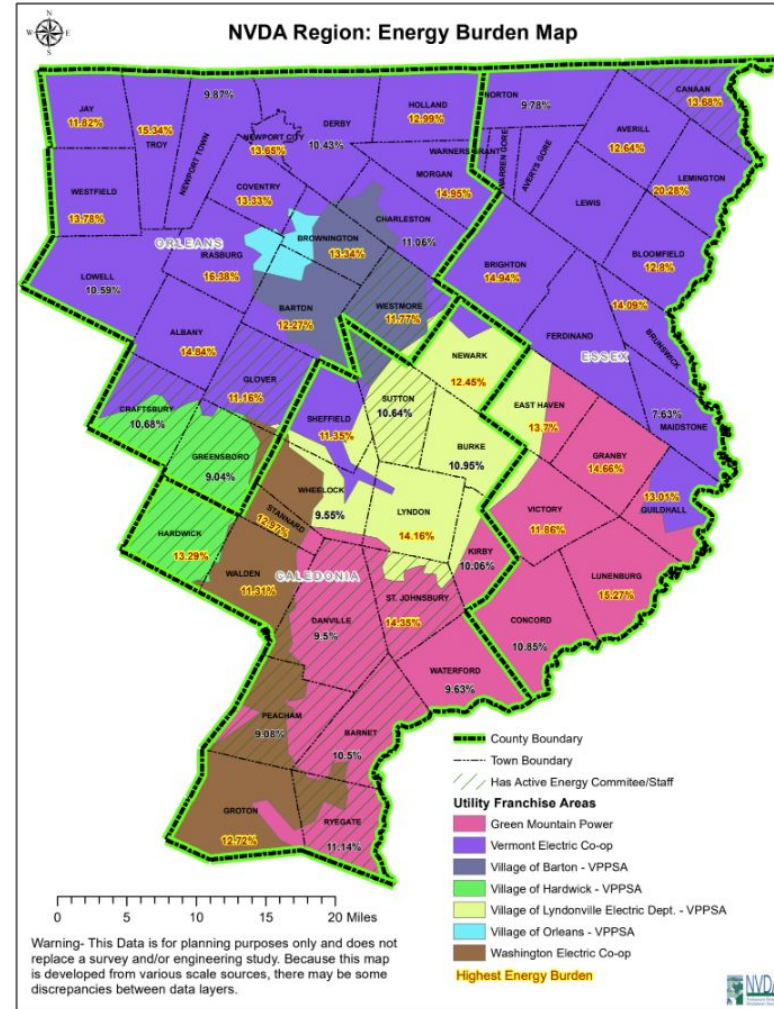 NVDA Region: Energy Burden Map
N
W
E
S
JAY
11.82%
15.34%
TROY
9.87%
NEWPORT TOWN
NEWPORT CITY
13.65%
DERBY
10.43%
HOLLAND
12.99%
NORTON
9.78%
CANAAN
13.68%
AVERILL
12.64%
WARNERS GRANT
WARREN GORE
AVERYS GORE
LEWIS
LEMINGTON
20.28%
WESTFIELD
13.78%
COVENTRY
13.33%
MORGAN
14.95%
CHARLESTON
11.06%
BROWNINGTON
13.34%
ORLEANS
IRASBURG
16.38%
BRIGHTON
14.94%
BLOOMFIELD
12.8%
LOWELL
10.59%
BARTON
12.27%
WESTMORE
11.77%
14.09%
BRUNSWICK
FERDINAND
ESSEX
ALBANY
14.84%
GLOVER
11.16%
NEWARK
12.45%
SUTTON
10.64%
SHEFFIELD
11.35%
EAST HAVEN
13.7%
7.63%
MAIDSTONE
CRAFTSBURY
10.68%
GREENSBORO
9.04%
BURKE
10.95%
GRANBY
14.66%
WHEELOCK
9.55%
LYNDON
14.16%
VICTORY
11.86%
13.01%
GUILDHALL
STANNARD
12.97%
HARDWICK
13.29%
KIRBY
10.06%
WALDEN
11.31%
CALEDONIA
DANVILLE
9.5%
ST. JOHNSBURY
14.35%
LUNENBURG
15.27%
CONCORD
10.85%
WATERFORD
9.63%
PEACHAM
9.08%
BARNET
10.5%
GROTON
12.72%
RYEGATE
11.14%
County Boundary
Town Boundary
Has Active Energy Commitee/Staff
Utility Franchise Areas
Green Mountain Power
Vermont Electric Co-op
Village of Barton - VPPSA
Village of Hardwick - VPPSA
Village of Lyndonville Electric Dept. - VPPSA
Village of Orleans - VPPSA
Washington Electric Co-op
Highest Energy Burden
0 5 10 15 20 Miles
Warning- This Data is for planning purposes only and does not
replace a survey and/or engineering study. Because this map
is developed from various scale sources, there may be some
discrepancies between data layers.
NVDA